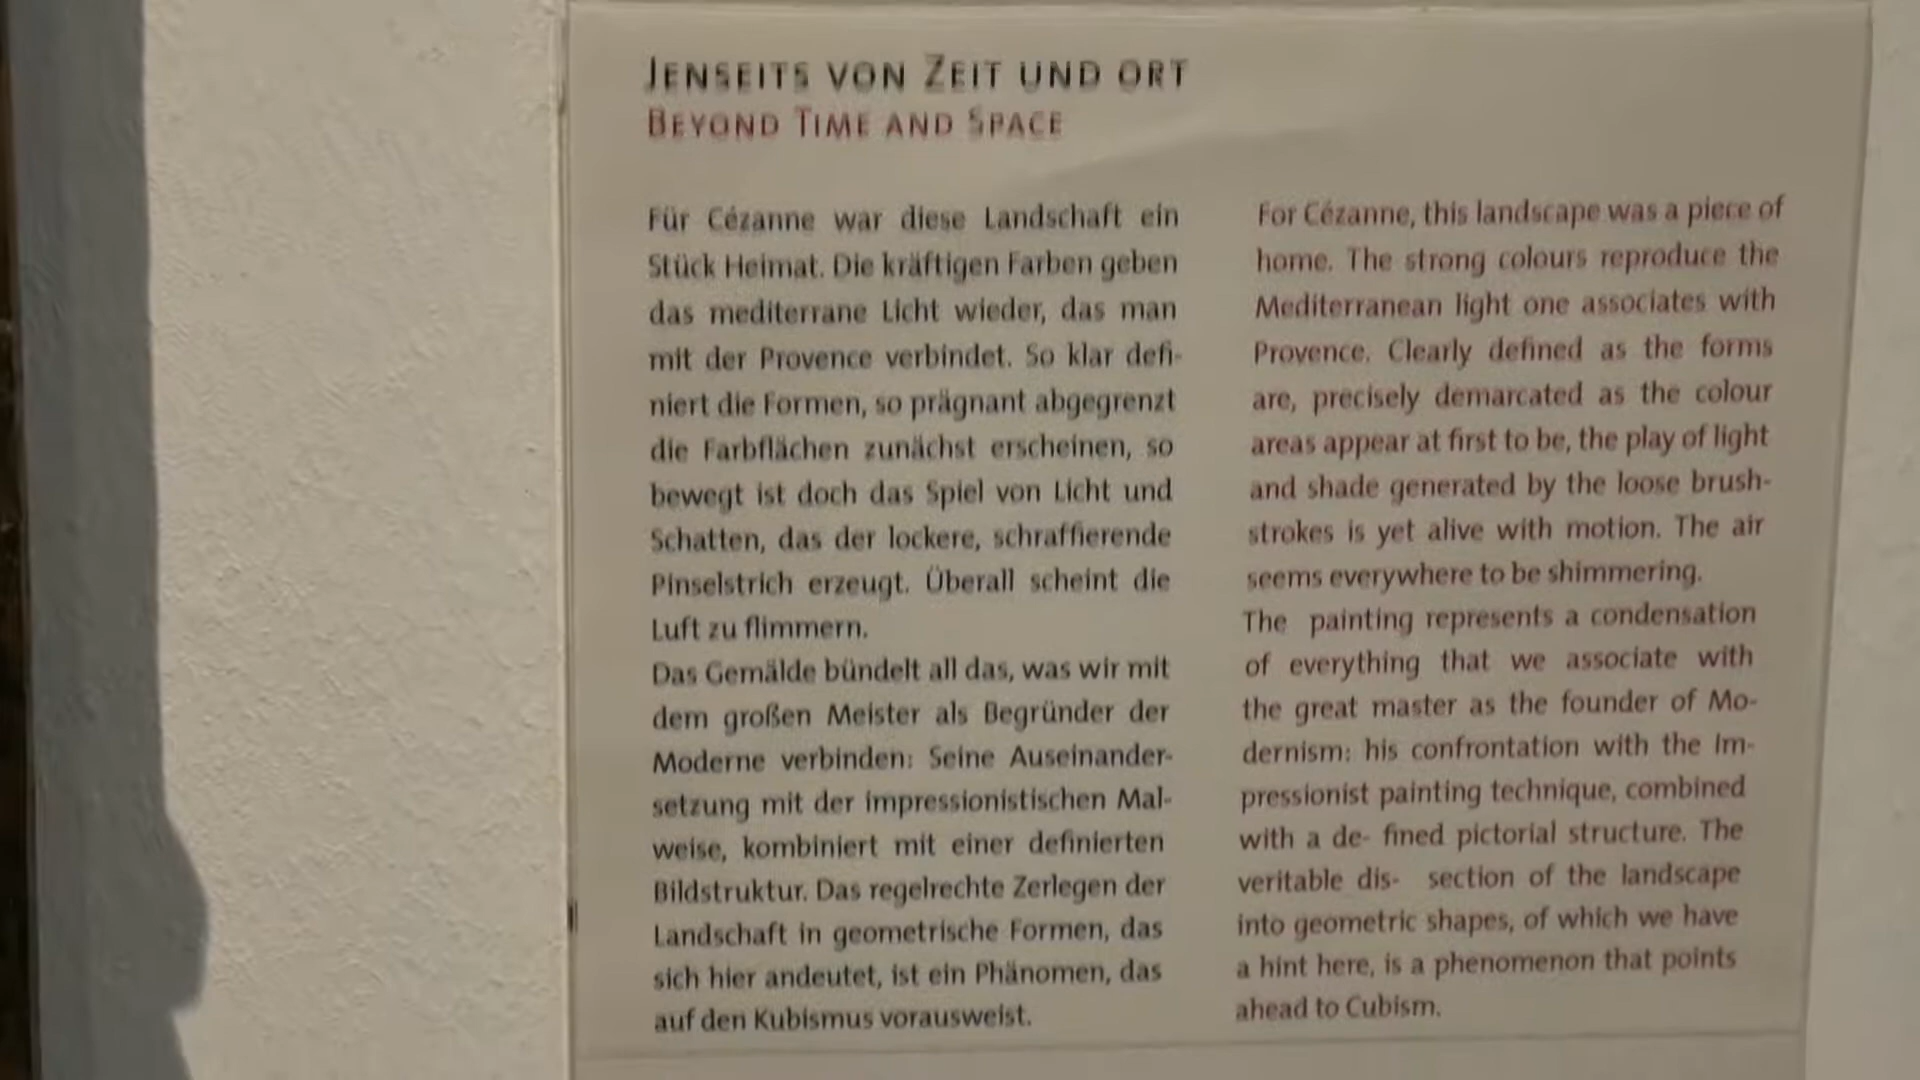 Jenseits von Zeit und Ort
Beyond Time and Space
Für Cézanne war diese Landschaft ein
Stück Heimat. Die kräftigen Farben geben
das mediterrane Licht wieder, das man
mit der Provence verbindet. So klar defi-
niert die Formen, so prägnant abgegrenzt
die Farbflächen zunächst erscheinen, so
bewegt ist doch das Spiel von Licht und
Schatten, das der lockere, schraffierende
Pinselstrich erzeugt. Überall scheint die
Luft zu flimmern.
Das Gemälde bündelt all das, was wir mit
dem großen Meister als Begründer der
Moderne verbinden: Seine Auseinander-
setzung mit der impressionistischen Mal-
weise, kombiniert mit einer definierten
Bildstruktur. Das regelrechte Zerlegen der
Landschaft in geometrische Formen, das
sich hier andeutet, ist ein Phänomen, das
auf den Kubismus vorausweist.
For Cézanne, this landscape was a piece of
home. The strong colours reproduce the
Mediterranean light one associates with
Provence. Clearly defined as the forms
are, precisely demarcated as the colour
areas appear at first to be, the play of light
and shade generated by the loose brush-
strokes is yet alive with motion. The air
seems everywhere to be shimmering.
The painting represents a condensation
of everything that we associate with
the great master as the founder of Mo-
dernism: his confrontation with the Im-
pressionist painting technique, combined
with a de- fined pictorial structure. The
veritable dis- section of the landscape
into geometric shapes, of which we have
a hint here, is a phenomenon that points
ahead to Cubism.